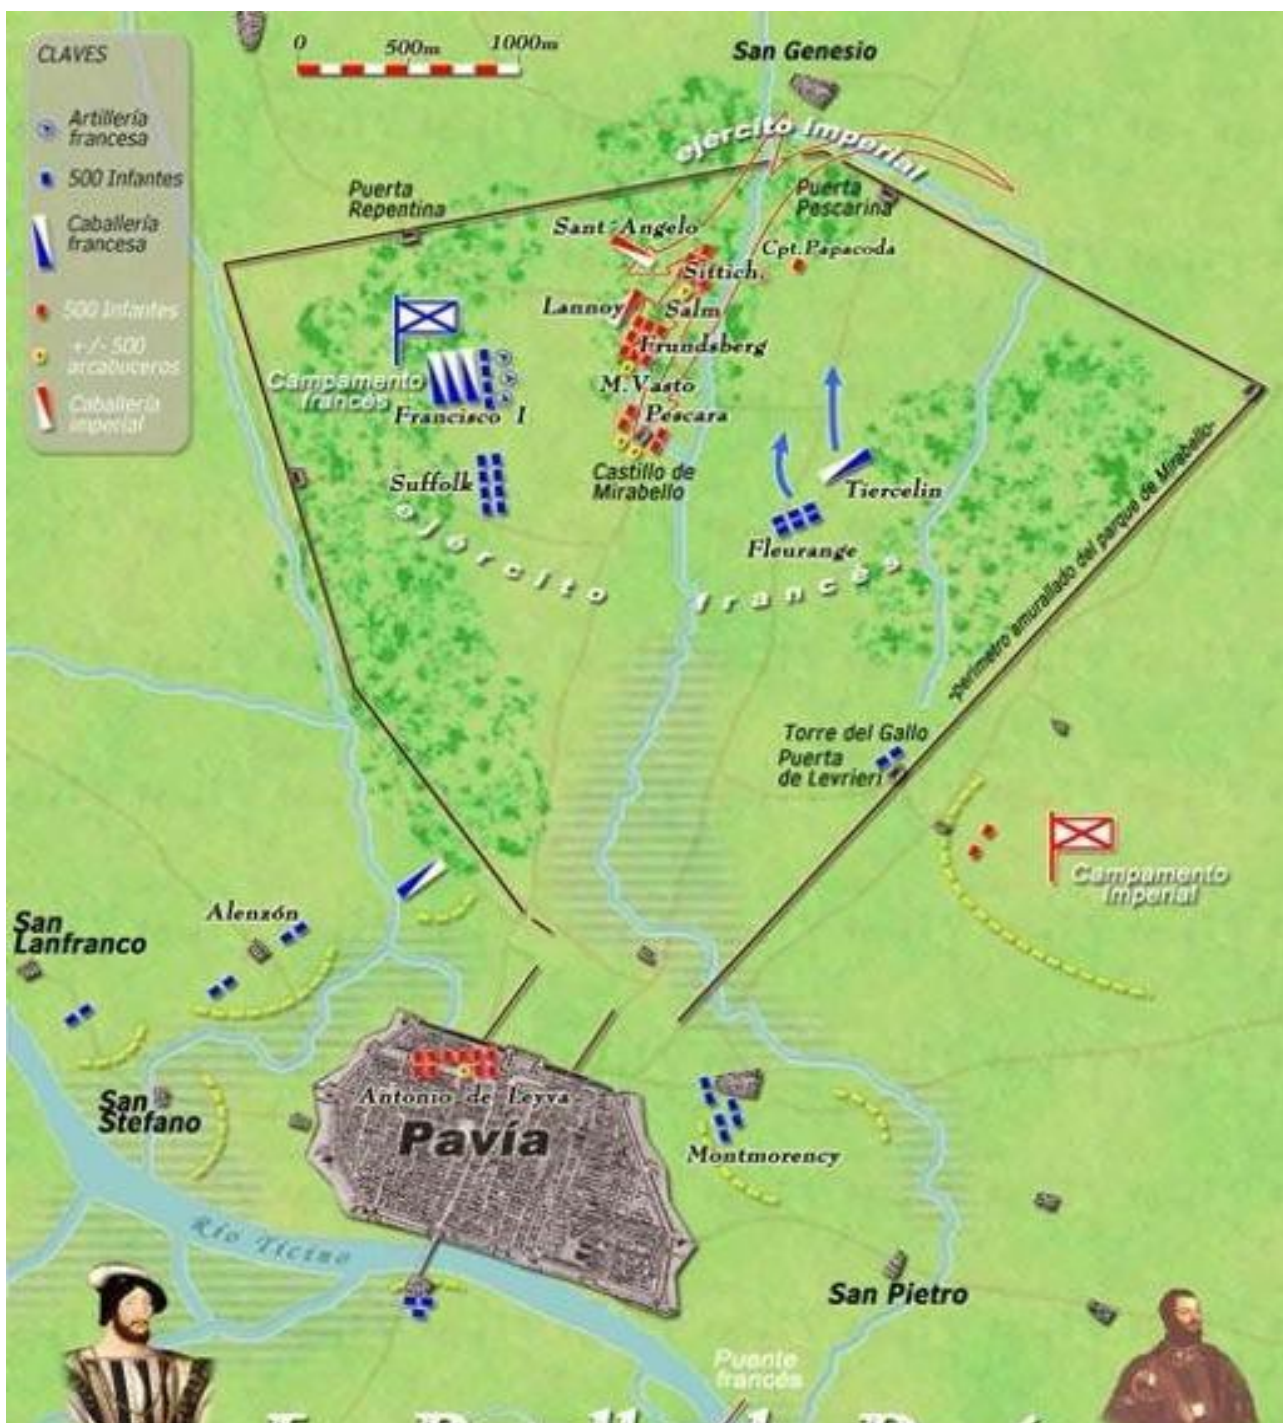 CLAVES
Artillería
francesa
500 Infantes
Caballería
francesa
500 Infantes
+/- 500
arcabuceros
Caballería
imperial
0 500m 1000m
San Genesio
ejército imperial
Puerta
Repentina
Puerta
Pescarina
Sant-Angelo
Cpt.Papacoda
Sittich.
Lannoy
Salm
Frundsberg
Campamento
francés
M.Vasto
Francisco I
Pescara
Suffolk
Castillo de
Mirabello
Tiercelin
Fleurange
ejército francés
-perímetro amurallado del parque de Mirabello-
Torre del Gallo
Puerta
de Levrieri
Campamento
Imperial
Alenzón
San
Lanfranco
San
Stefano
Antonio de Leyva
Pavía
Montmorency
Río Ticino
San Pietro
Puente
francés